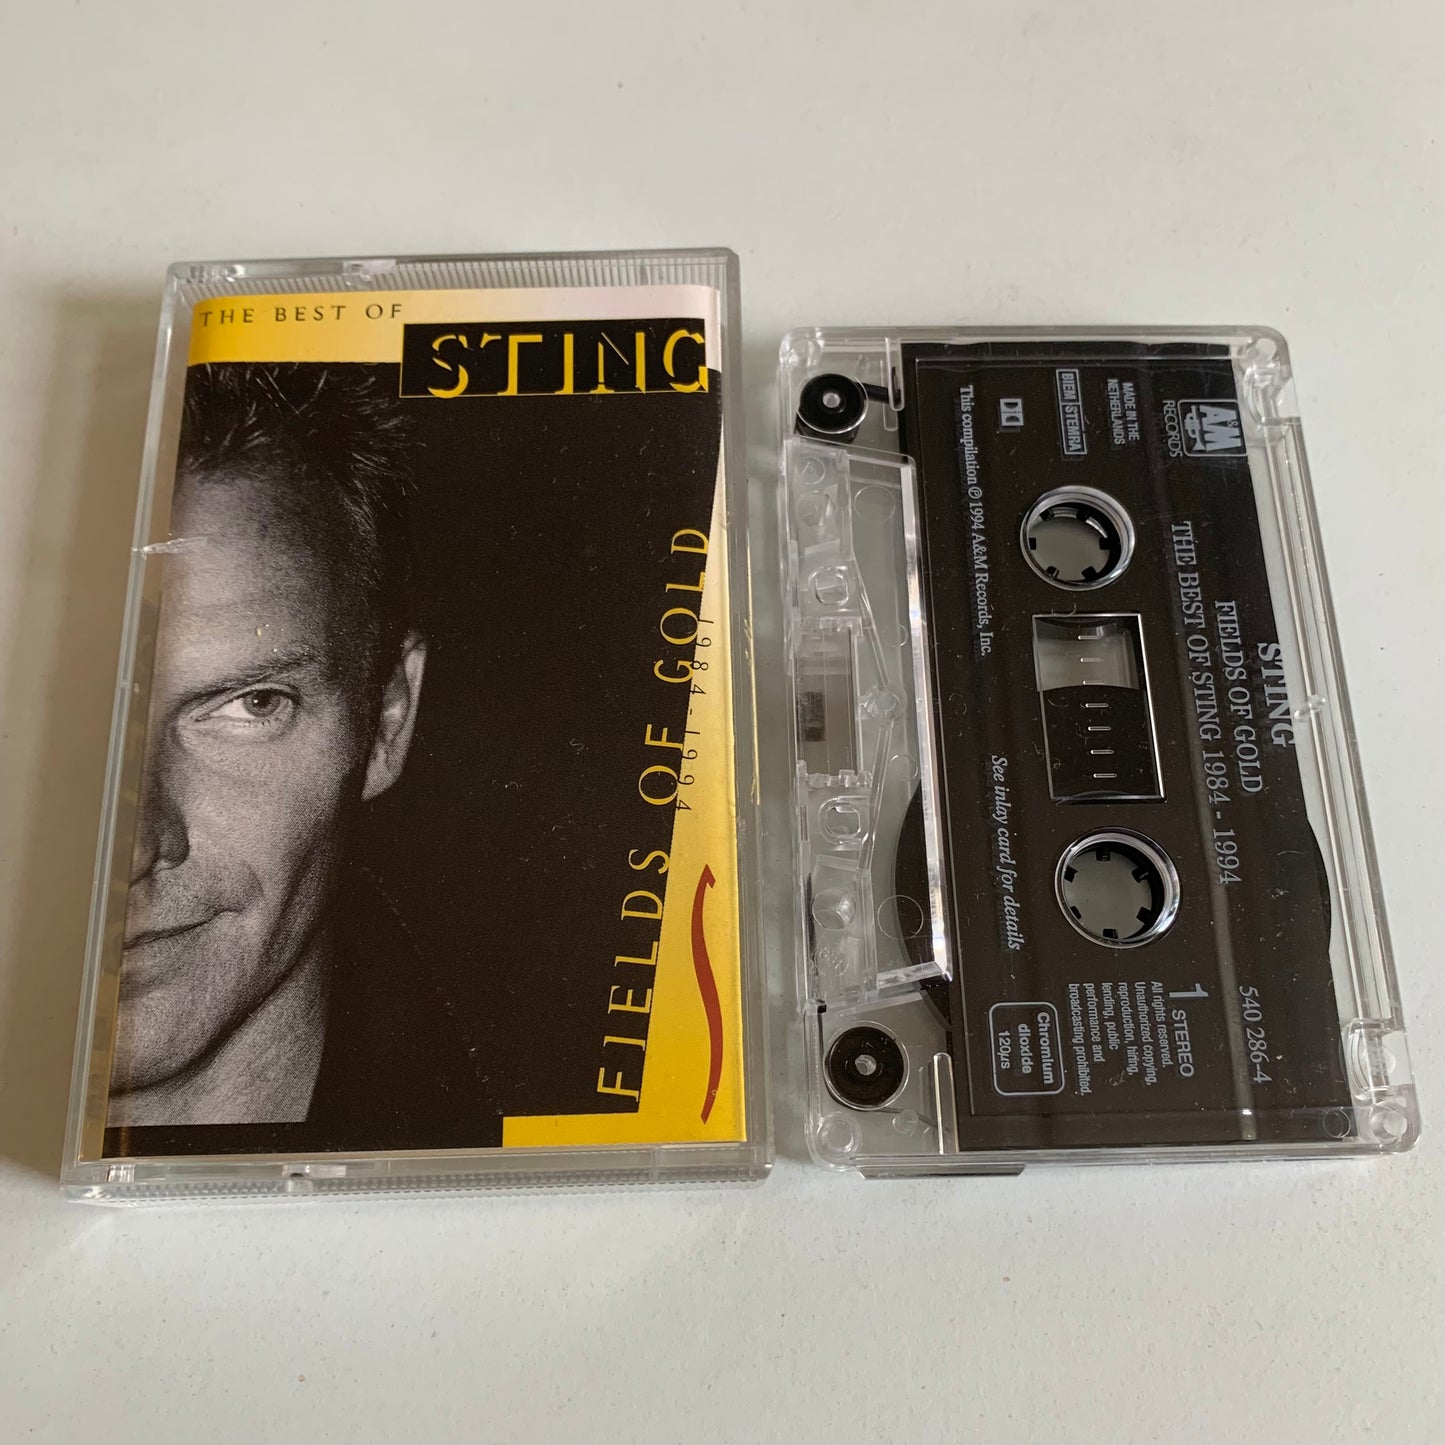 THE BEST OF
STING
FIELDS OF GOLD
1984-1994
A&M
RECORDS
MADE IN THE
NETHERLANDS
BIEM STEMRA
This compilation ℗ 1994 A&M Records, Inc.
STING
FIELDS OF GOLD
THE BEST OF STING 1984 - 1994
See inlay card for details
540 286-4
1 STEREO
All rights reserved.
Unauthorized copying,
reproduction, hiring,
lending, public
performance and
broadcasting prohibited.
Chromium
dioxide
120µs